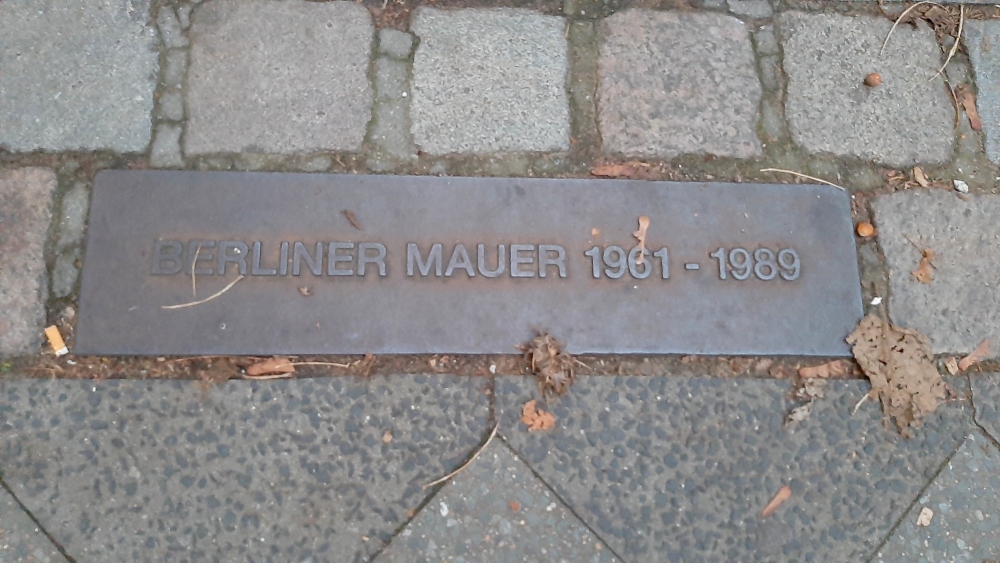 BERLINER MAUER 1961 - 1989